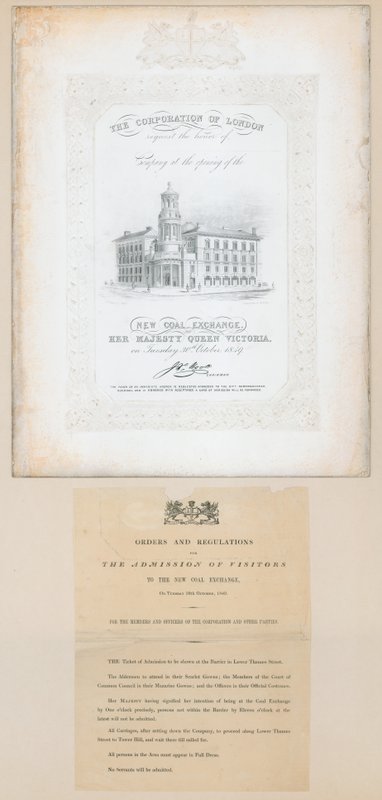 THE CORPORATION OF LONDON
request the honor of
Company at the opening of the
NEW COAL EXCHANGE,
HER MAJESTY QUEEN VICTORIA,
on Tuesday 30th October, 1849.
ORDERS AND REGULATIONS
FOR
THE ADMISSION OF VISITORS
TO THE NEW COAL EXCHANGE,
On Tuesday 30th October, 1849.
FOR THE MEMBERS AND OFFICERS OF THE CORPORATION AND OTHER PARTIES.
THE Ticket of Admission to be shown at the Barrier in Lower Thames Street.
The Aldermen to attend in their Scarlet Gowns; the Members of the Court of
Common Council in their Mazarine Gowns; and the Officers in their Official Costumes.
Her MAJESTY having signified her intention of being at the Coal Exchange
by One o'clock precisely, persons not within the Barrier by Eleven o'clock at the
latest will not be admitted.
All Carriages, after setting down the Company, to proceed along Lower Thames
Street to Tower Hill, and wait there till called for.
All persons in the Area must appear in Full Dress.
No Servants will be admitted.